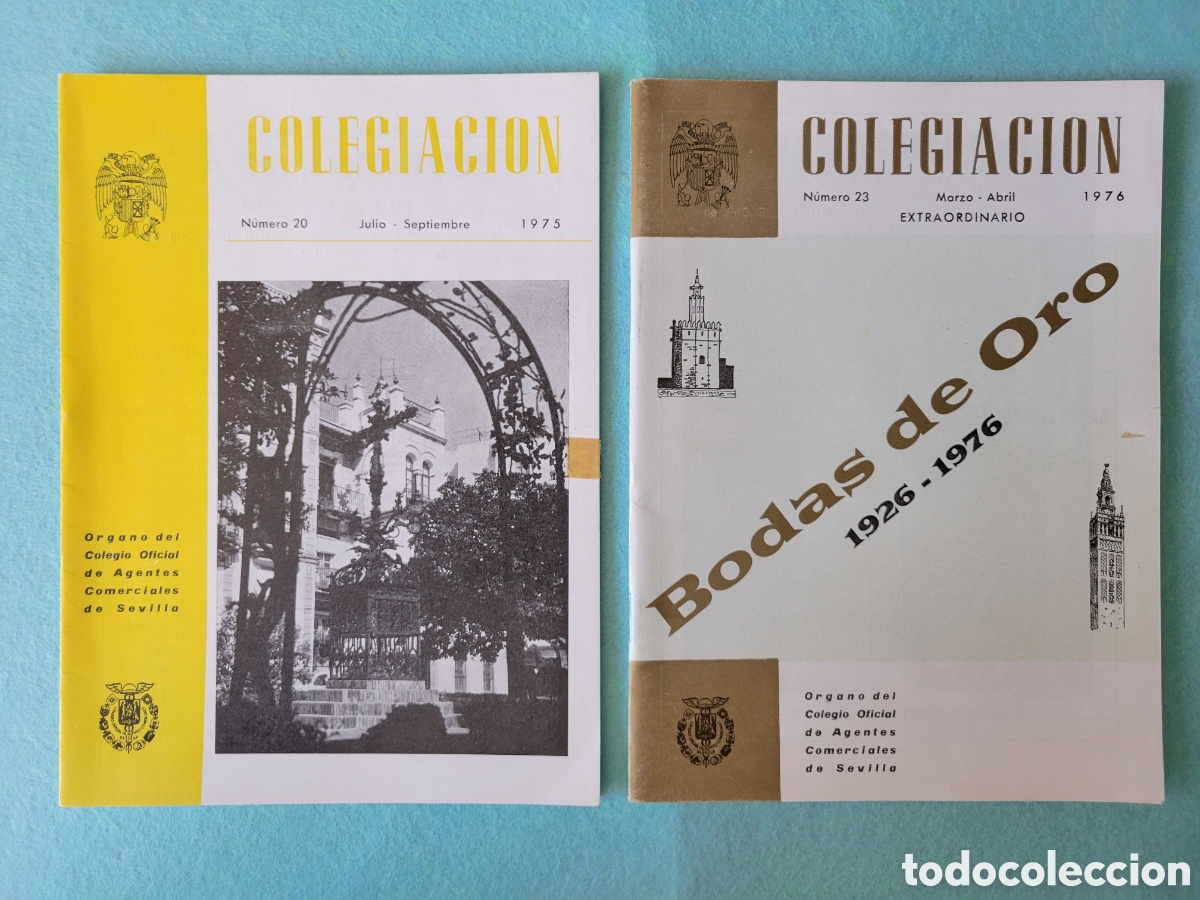 COLEGIACION
Número 20 Julio - Septiembre 1975
Organo del
Colegio Oficial
de Agentes
Comerciales
de Sevilla
COLEGIACION
Número 23 Marzo - Abril 1976
EXTRAORDINARIO
Bodas de Oro
1926 - 1976
Organo del
Colegio Oficial
de Agentes
Comerciales
de Sevilla
todocoleccion